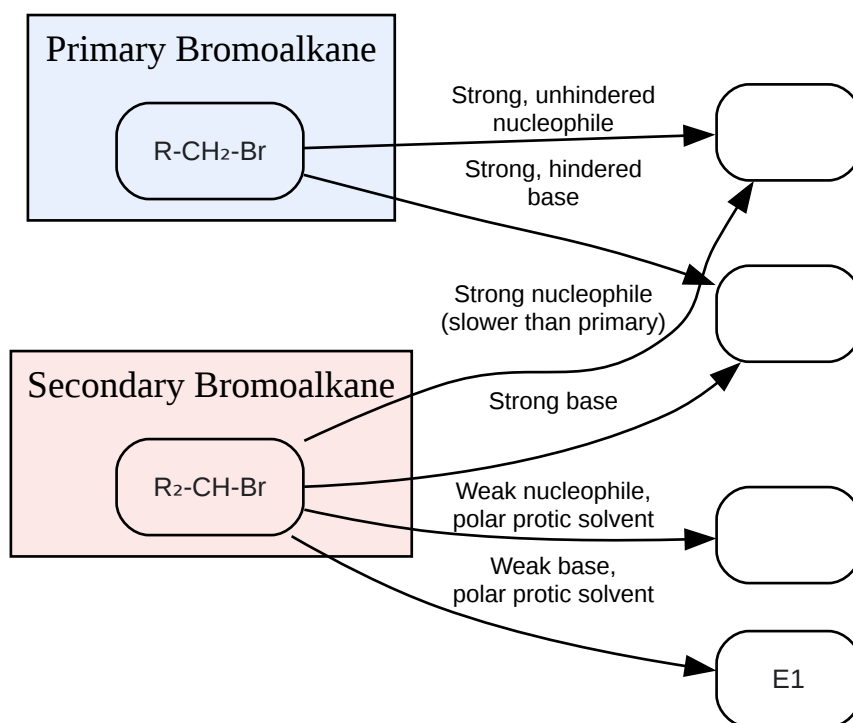 Primary Bromoalkane
R-CH₂-Br
Strong, unhindered
nucleophile
Strong, hindered
base
Strong nucleophile
(slower than primary)
Secondary Bromoalkane
R₂-CH-Br
Strong base
Weak nucleophile,
polar protic solvent
Weak base,
polar protic solvent
E1